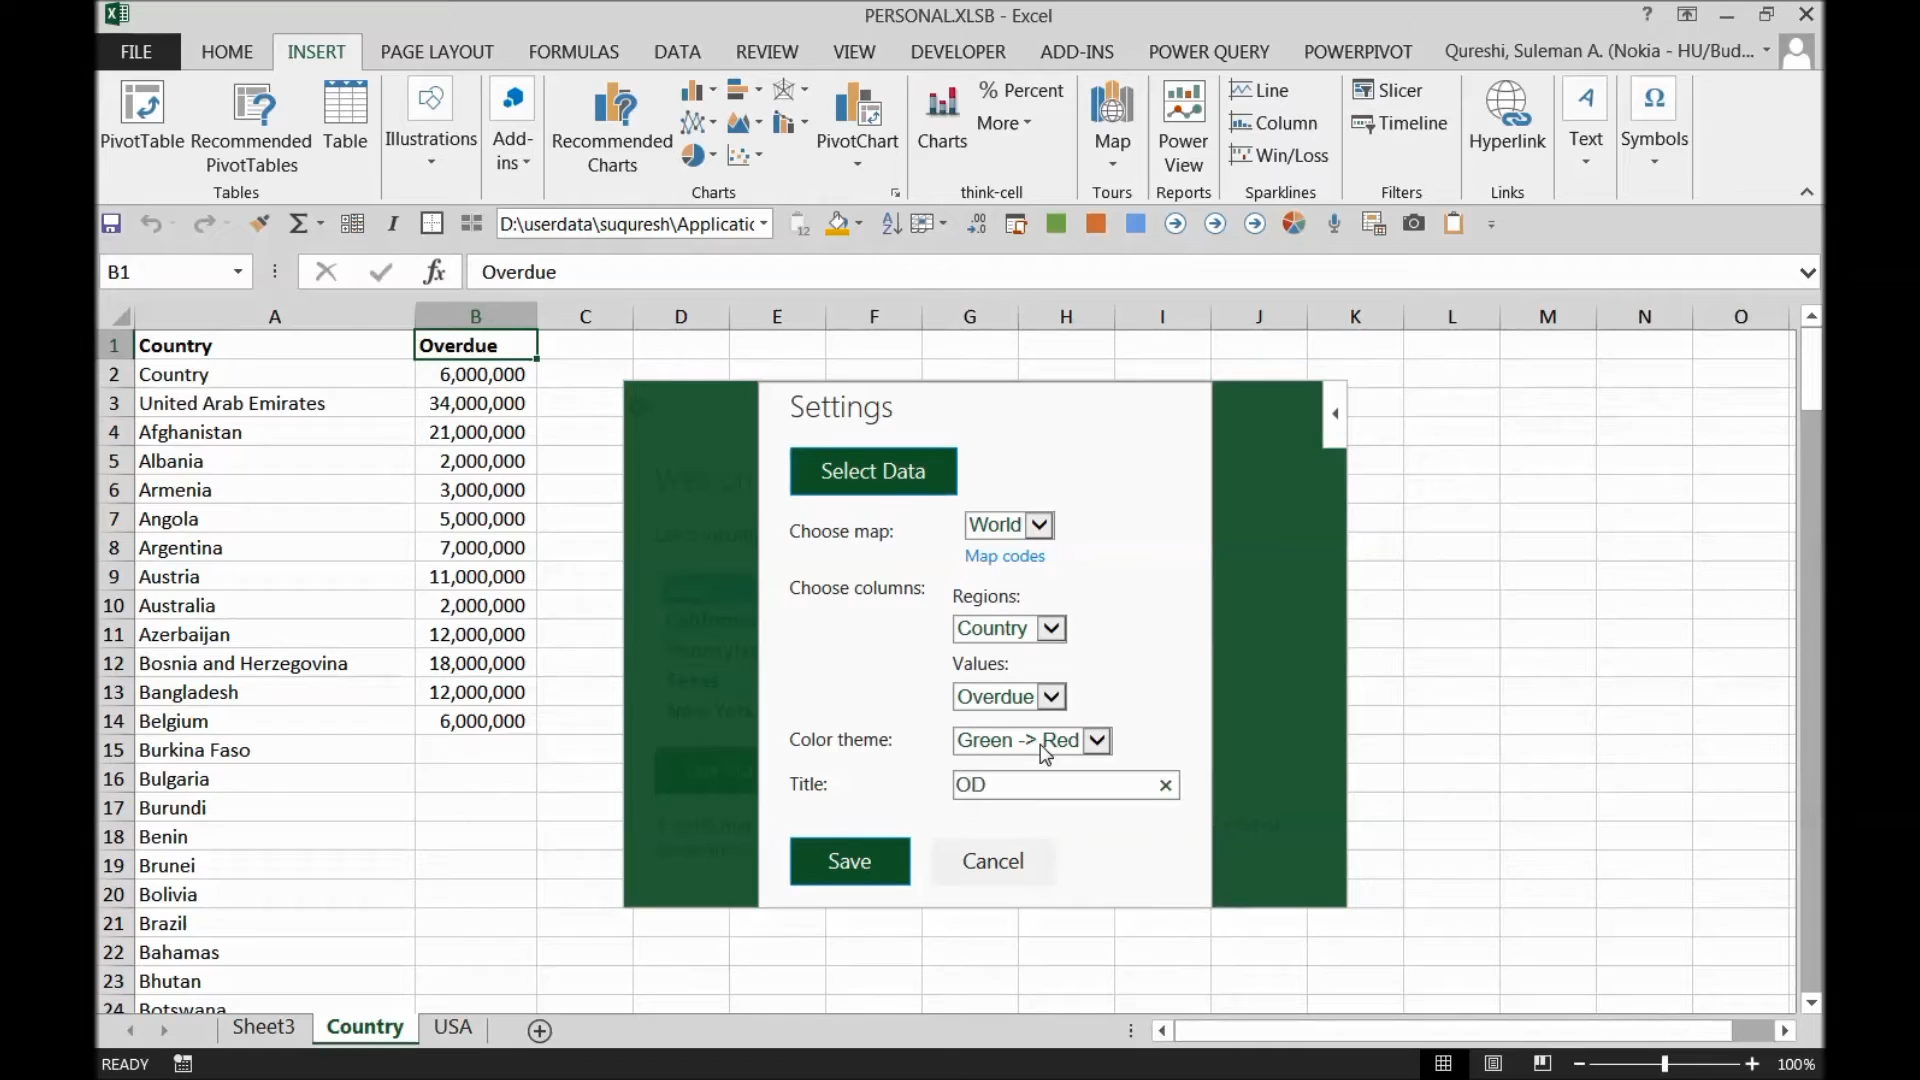 PERSONAL.XLSB - Excel
FILE HOME INSERT PAGE LAYOUT FORMULAS DATA REVIEW VIEW DEVELOPER ADD-INS POWER QUERY POWERPIVOT Qureshi, Suleman A. (Nokia - HU/Bud...
PivotTable
Recommended
PivotTables
Table
Tables
Illustrations
Add-
ins
Recommended
Charts
PivotChart
Charts
Charts
% Percent
More
think-cell
Map
Tours
Power
View
Reports
Line
Column
Win/Loss
Sparklines
Slicer
Timeline
Filters
Hyperlink
Links
Text
Symbols
D:\userdata\suquresh\Applicatic
B1 Overdue
A B C D E F G H I J K L M N O
1 Country Overdue
2 Country 6,000,000
3 United Arab Emirates 34,000,000
4 Afghanistan 21,000,000
5 Albania 2,000,000
6 Armenia 3,000,000
7 Angola 5,000,000
8 Argentina 7,000,000
9 Austria 11,000,000
10 Australia 2,000,000
11 Azerbaijan 12,000,000
12 Bosnia and Herzegovina 18,000,000
13 Bangladesh 12,000,000
14 Belgium 6,000,000
15 Burkina Faso
16 Bulgaria
17 Burundi
18 Benin
19 Brunei
20 Bolivia
21 Brazil
22 Bahamas
23 Bhutan
24 Botswana
Settings
Select Data
Choose map: World
Map codes
Choose columns:
Regions:
Country
Values:
Overdue
Color theme: Green -> Red
Title: OD
Save Cancel
Texas
Sheet3 Country USA
READY 100%